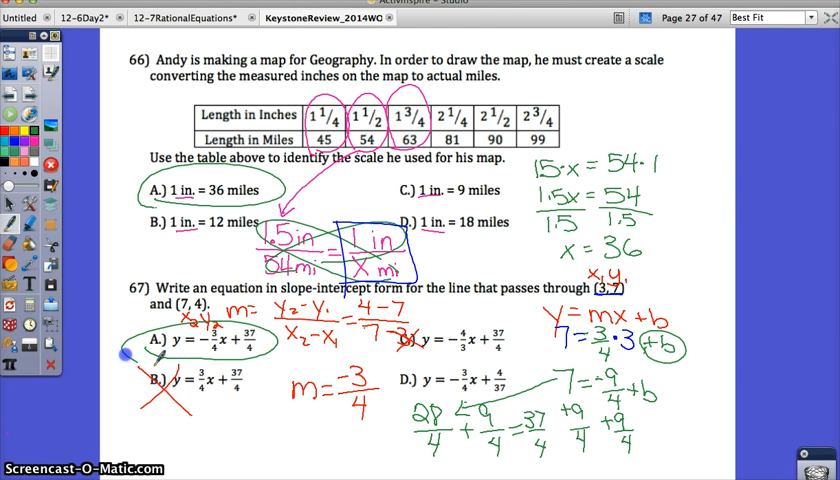 ActivInspire - Studio
Untitled 12-6Day2* 12-7RationalEquations* KeystoneReview_2014WO Page 27 of 47 Best Fit
66) Andy is making a map for Geography. In order to draw the map, he must create a scale
converting the measured inches on the map to actual miles.
Length in Inches 1 1/4 1 1/2 1 3/4 2 1/4 2 1/2 2 3/4
Length in Miles 45 54 63 81 90 99
Use the table above to identify the scale he used for his map.
A.) 1 in. = 36 miles C.) 1 in. = 9 miles
B.) 1 in. = 12 miles D.) 1 in. = 18 miles
1.5 in / 54 mi = 1 in / x mi
15·x = 54·1
1.5x = 54
1.5 1.5
x = 36
67) Write an equation in slope-intercept form for the line that passes through (3, 7)
x, y,
and (7, 4).
x2 y2
m = y2 - y1 / x2 - x1 = 4 - 7 / 7 - 3
y = mx + b
A.) y = -3/4x + 37/4 C.) y = -4/3x + 37/4
7 = 3/4 · 3 + b
B.) y = 3/4x + 37/4 D.) y = -3/4x + 4/37
m = -3/4
7 = -9/4 + b
+9/4 +9/4
28/4 + 9/4 = 37/4
Screencast-O-Matic.com